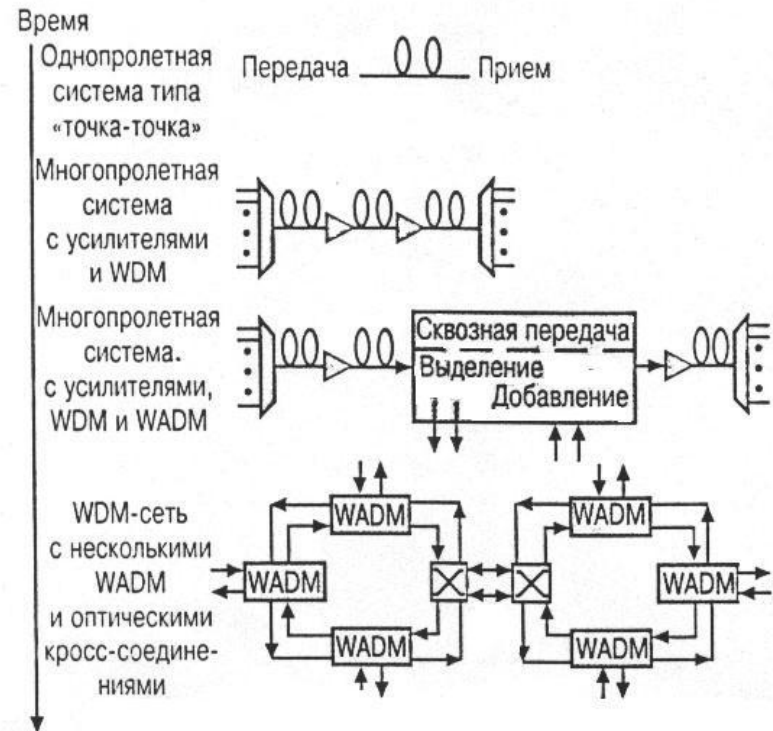 Время
Однопролетная
система типа
«точка-точка»
Передача
Прием
Многопролетная
система
с усилителями
и WDM
Многопролетная
система.
с усилителями,
WDM и WADM
Сквозная передача
Выделение
Добавление
WDM-сеть
с несколькими
WADM
и оптическими
кросс-соедине-
ниями
WADM
WADM
WADM
WADM
WADM
WADM